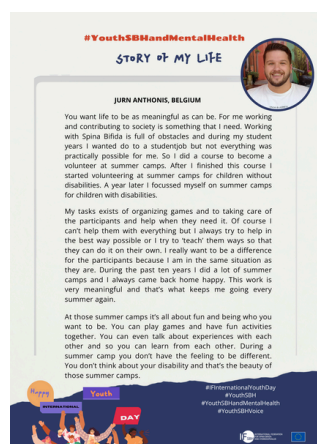 #YouthSBHandMentalHealth
STORY OF MY LIFE
JURN ANTHONIS, BELGIUM
You want life to be as meaningful as can be. For me working
and contributing to society is something that I need. Working
with Spina Bifida is full of obstacles and during my student
years I wanted do to a studentjob but not everything was
practically possible for me. So I did a course to become a
volunteer at summer camps. After I finished this course I
started volunteering at summer camps for children without
disabilities. A year later I focussed myself on summer camps
for children with disabilities.
My tasks exists of organizing games and to taking care of
the participants and help when they need it. Of course I
can't help them with everything but I always try to help in
the best way possible or I try to 'teach' them ways so that
they can do it on their own. I really want to be a difference
for the participants because I am in the same situation as
they are. During the past ten years I did a lot of summer
camps and I always came back home happy. This work is
very meaningful and that's what keeps me going every
summer again.
At those summer camps it's all about fun and being who you
want to be. You can play games and have fun activities
together. You can even talk about experiences with each
other and so you can learn from each other. During a
summer camp you don't have the feeling to be different.
You don't think about your disability and that's the beauty of
those summer camps.
Happy
INTERNATIONAL
Youth
DAY
#IFInternationalYouthDay
#YouthSBH
#YouthSBHandMentalHealth
#YouthSBHVoice